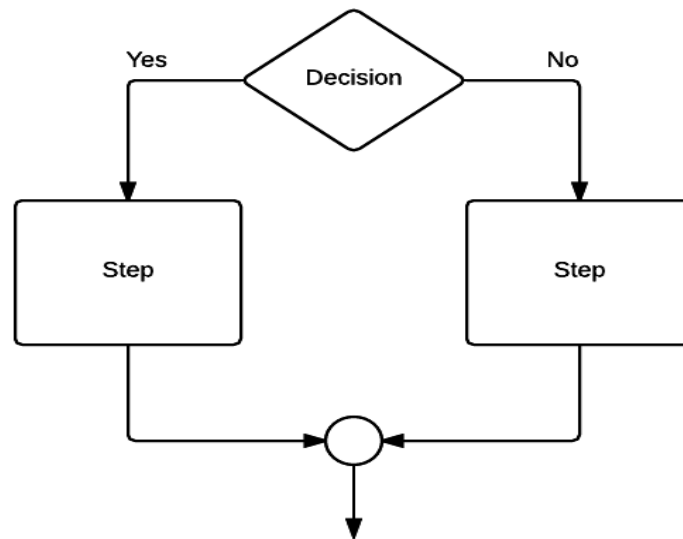 Yes
Decision
No
Step
Step